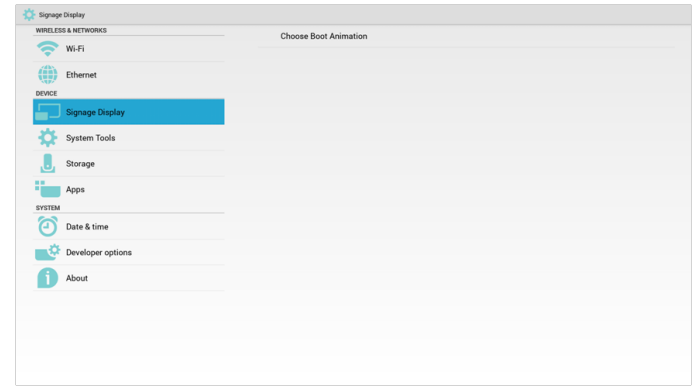 Signage Display
WIRELESS & NETWORKS
Wi-Fi
Ethernet
DEVICE
Signage Display
System Tools
Storage
Apps
SYSTEM
Date & time
Developer options
About
Choose Boot Animation